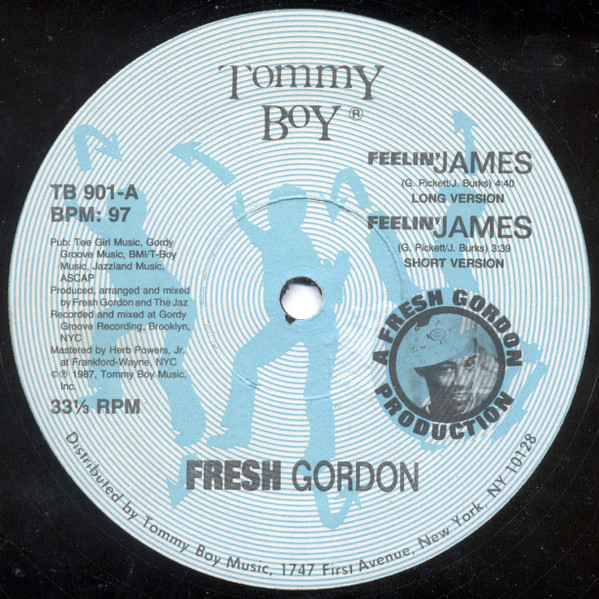 Tommy
Boy ®
TB 901-A
BPM: 97
Pub: Tee Girl Music, Gordy
Groove Music, BMI/T-Boy
Music, Jazzland Music,
ASCAP
Produced, arranged and mixed
by Fresh Gordon and The Jaz
Recorded and mixed at Gordy
Groove Recording, Brooklyn,
NYC
Mastered by Herb Powers, Jr.
at Frankford-Wayne, NYC
©℗ 1987, Tommy Boy Music,
Inc.
33⅓ RPM
FEELIN' JAMES
(G. Pickett/J. Burks) 4:40
LONG VERSION
FEELIN' JAMES
(G. Pickett/J. Burks) 3:39
SHORT VERSION
A FRESH GORDON
PRODUCTION
FRESH GORDON
Distributed by Tommy Boy Music, 1747 First Avenue, New York, NY 10128